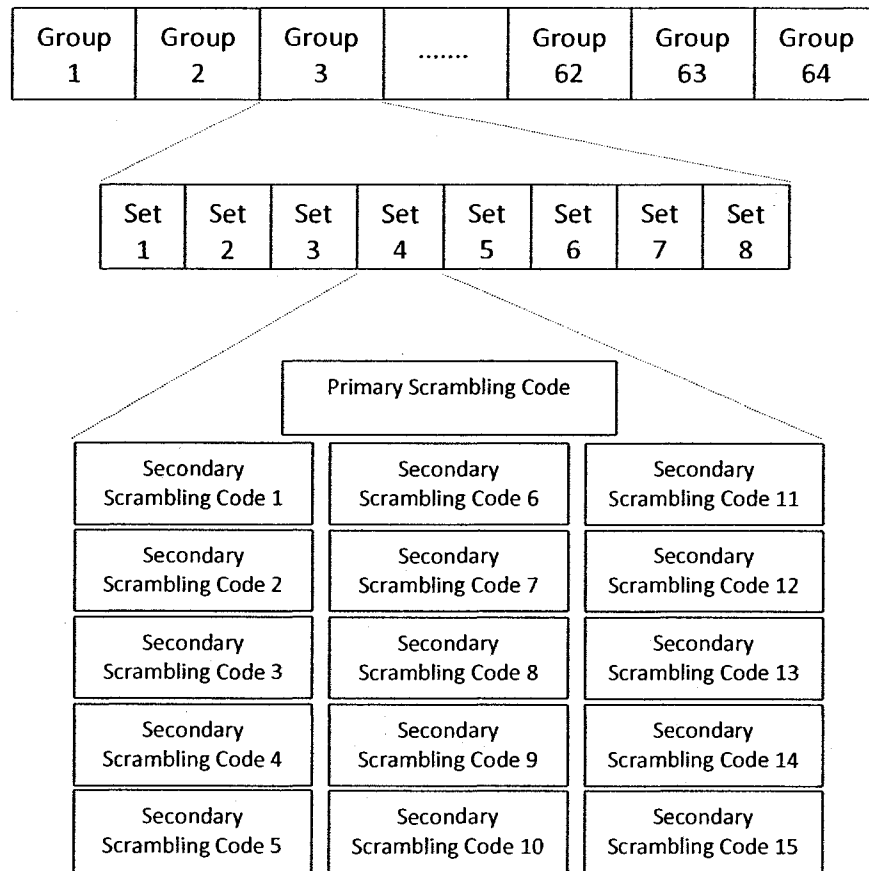 Group 1
Group 2
Group 3
.......
Group 62
Group 63
Group 64
Set 1
Set 2
Set 3
Set 4
Set 5
Set 6
Set 7
Set 8
Primary Scrambling Code
Secondary
Scrambling Code 1
Secondary
Scrambling Code 6
Secondary
Scrambling Code 11
Secondary
Scrambling Code 2
Secondary
Scrambling Code 7
Secondary
Scrambling Code 12
Secondary
Scrambling Code 3
Secondary
Scrambling Code 8
Secondary
Scrambling Code 13
Secondary
Scrambling Code 4
Secondary
Scrambling Code 9
Secondary
Scrambling Code 14
Secondary
Scrambling Code 5
Secondary
Scrambling Code 10
Secondary
Scrambling Code 15